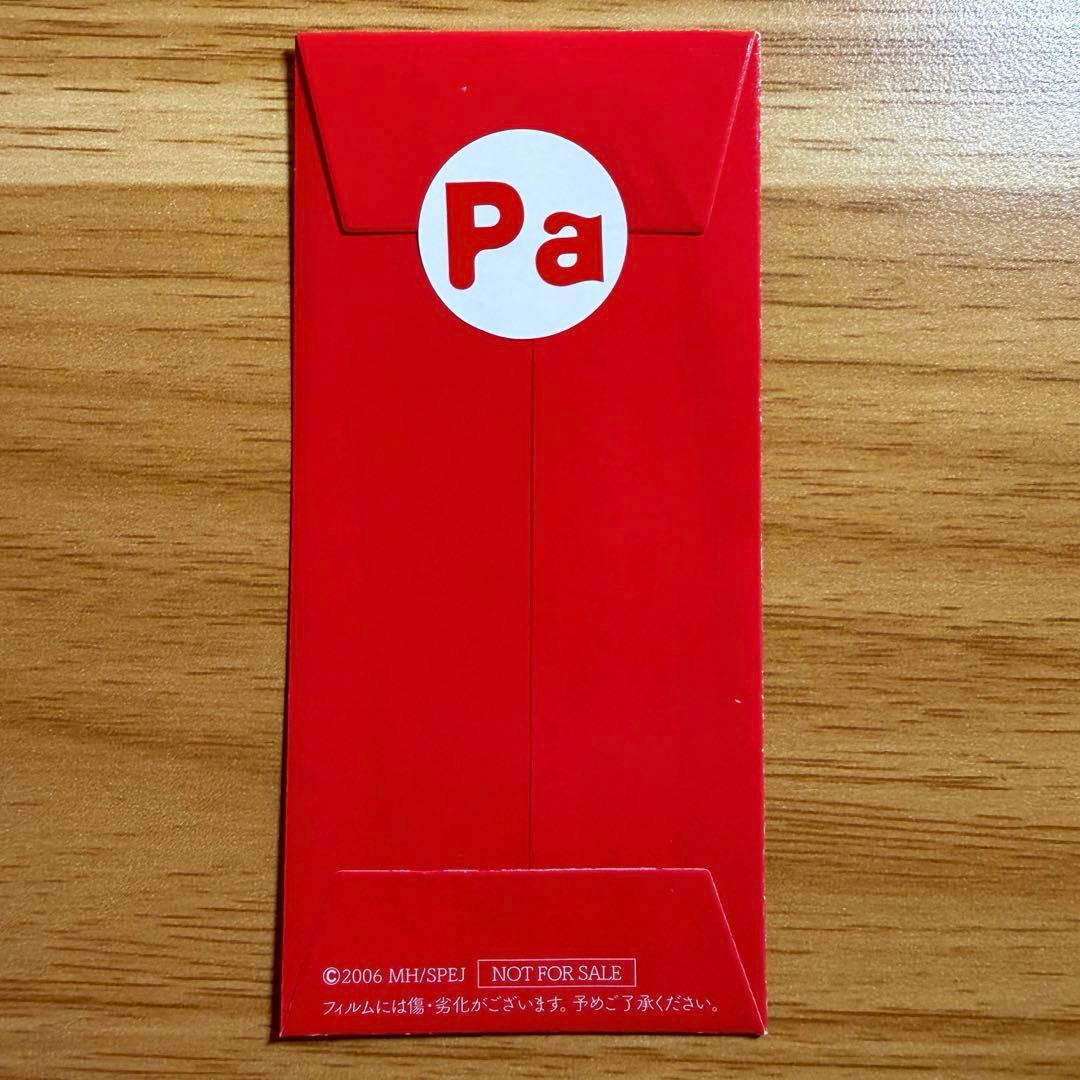 Pa
©2006 MH/SPEJ NOT FOR SALE
フィルムには傷・劣化がございます。予めご了承ください。